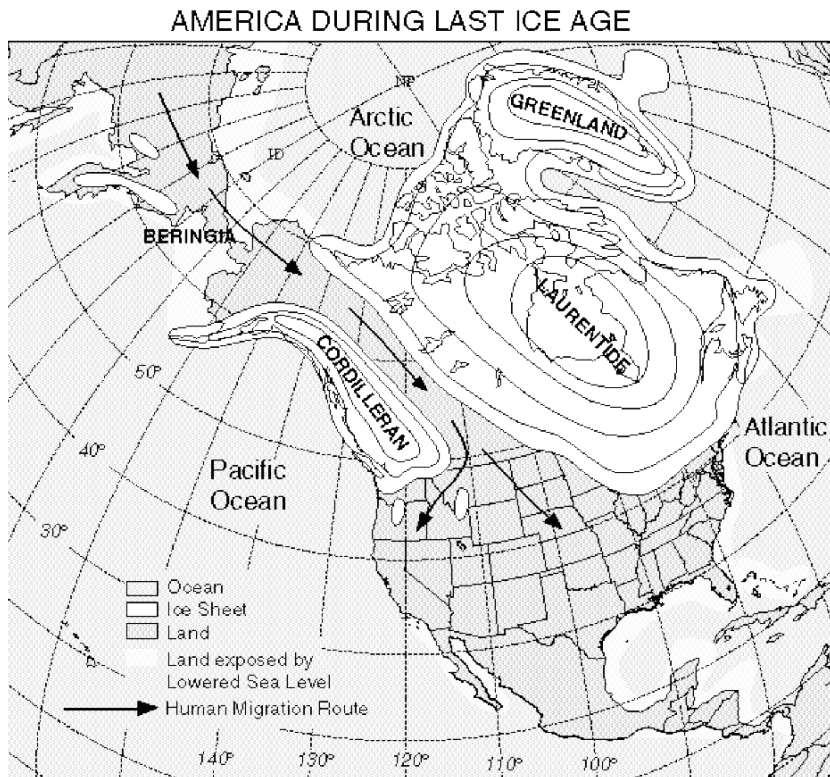 AMERICA DURING LAST ICE AGE
NP
Arctic
Ocean
GREENLAND
BERINGIA
LAURENTIDE
CORDILLERAN
50°
40°
30°
Pacific
Ocean
Atlantic
Ocean
Ocean
Ice Sheet
Land
Land exposed by
Lowered Sea Level
Human Migration Route
140°
130°
120°
110°
100°